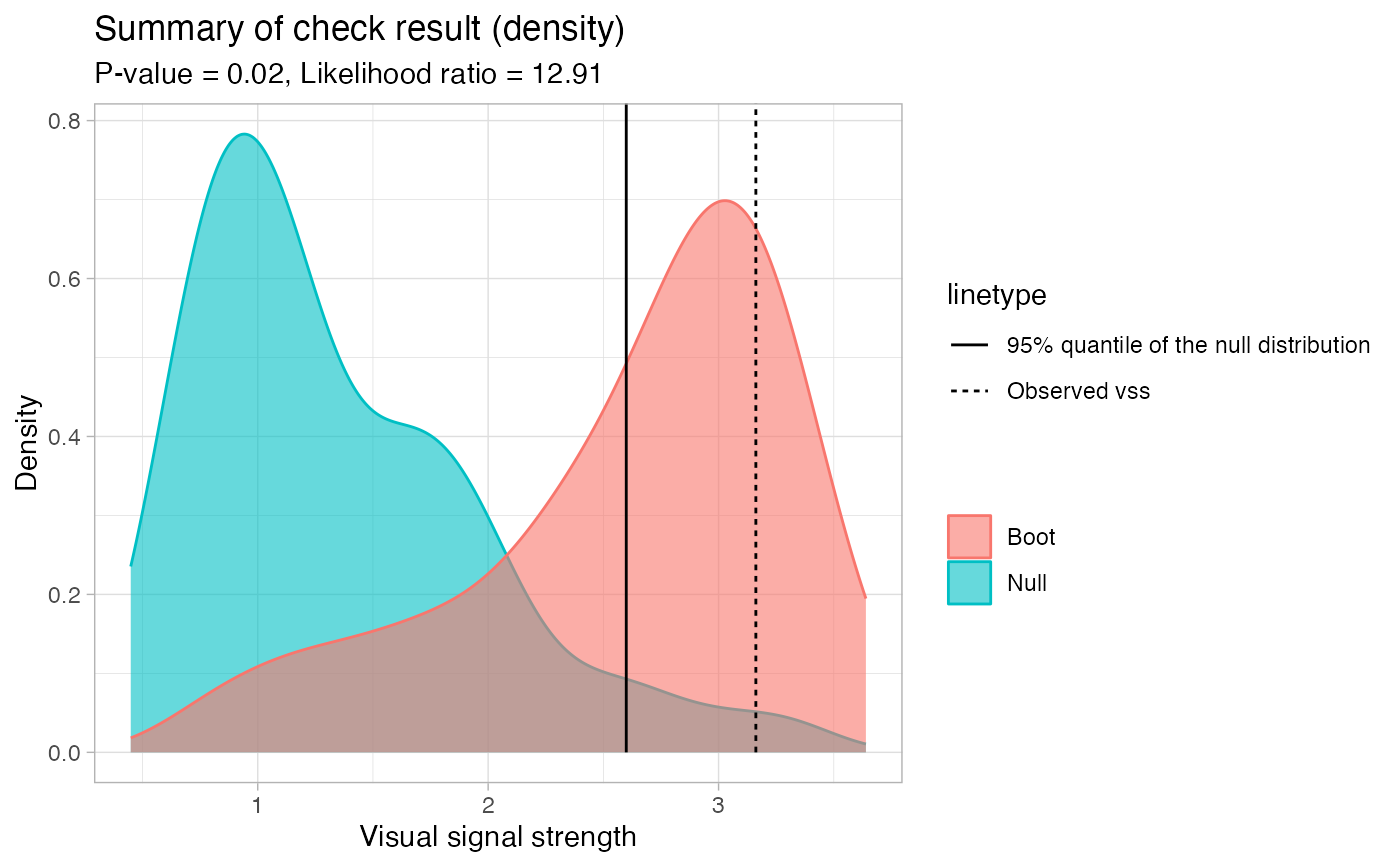 Summary of check result (density)
P-value = 0.02, Likelihood ratio = 12.91
Density
0.8
0.6
0.4
0.2
0.0
1 2 3
Visual signal strength
linetype
95% quantile of the null distribution
Observed vss
Boot
Null